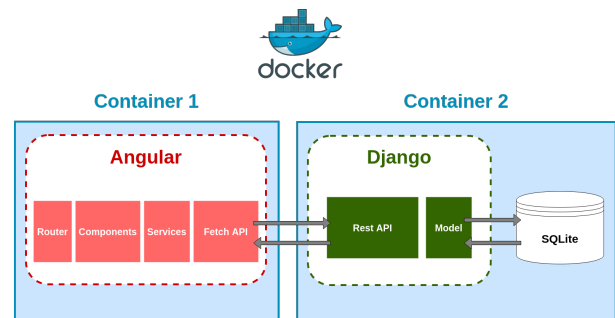 docker
Container 1
Container 2
Angular
Django
Router
Components
Services
Fetch API
Rest API
Model
SQLite